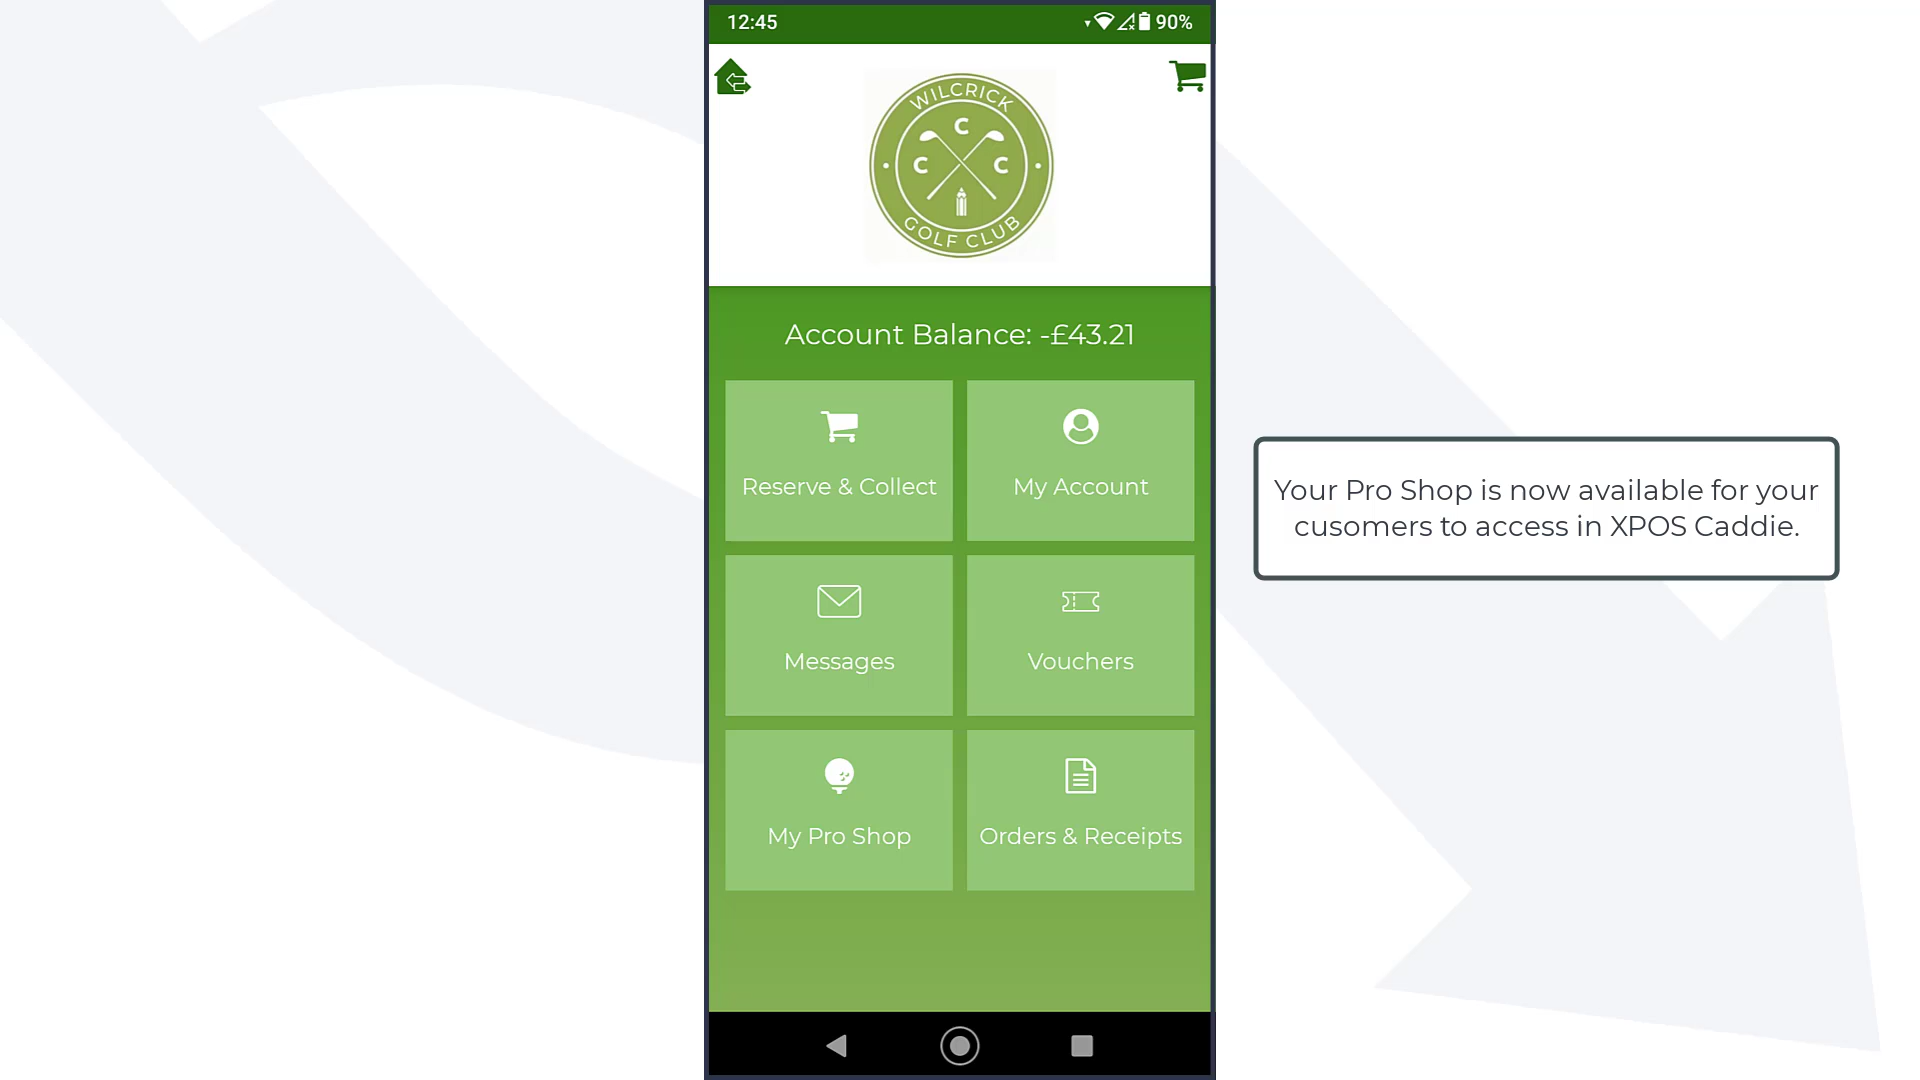 12:45
90%
WILCRICK
C
C C
GOLF CLUB
Account Balance: -£43.21
Reserve & Collect
My Account
Messages
Vouchers
My Pro Shop
Orders & Receipts
Your Pro Shop is now available for your
cusomers to access in XPOS Caddie.